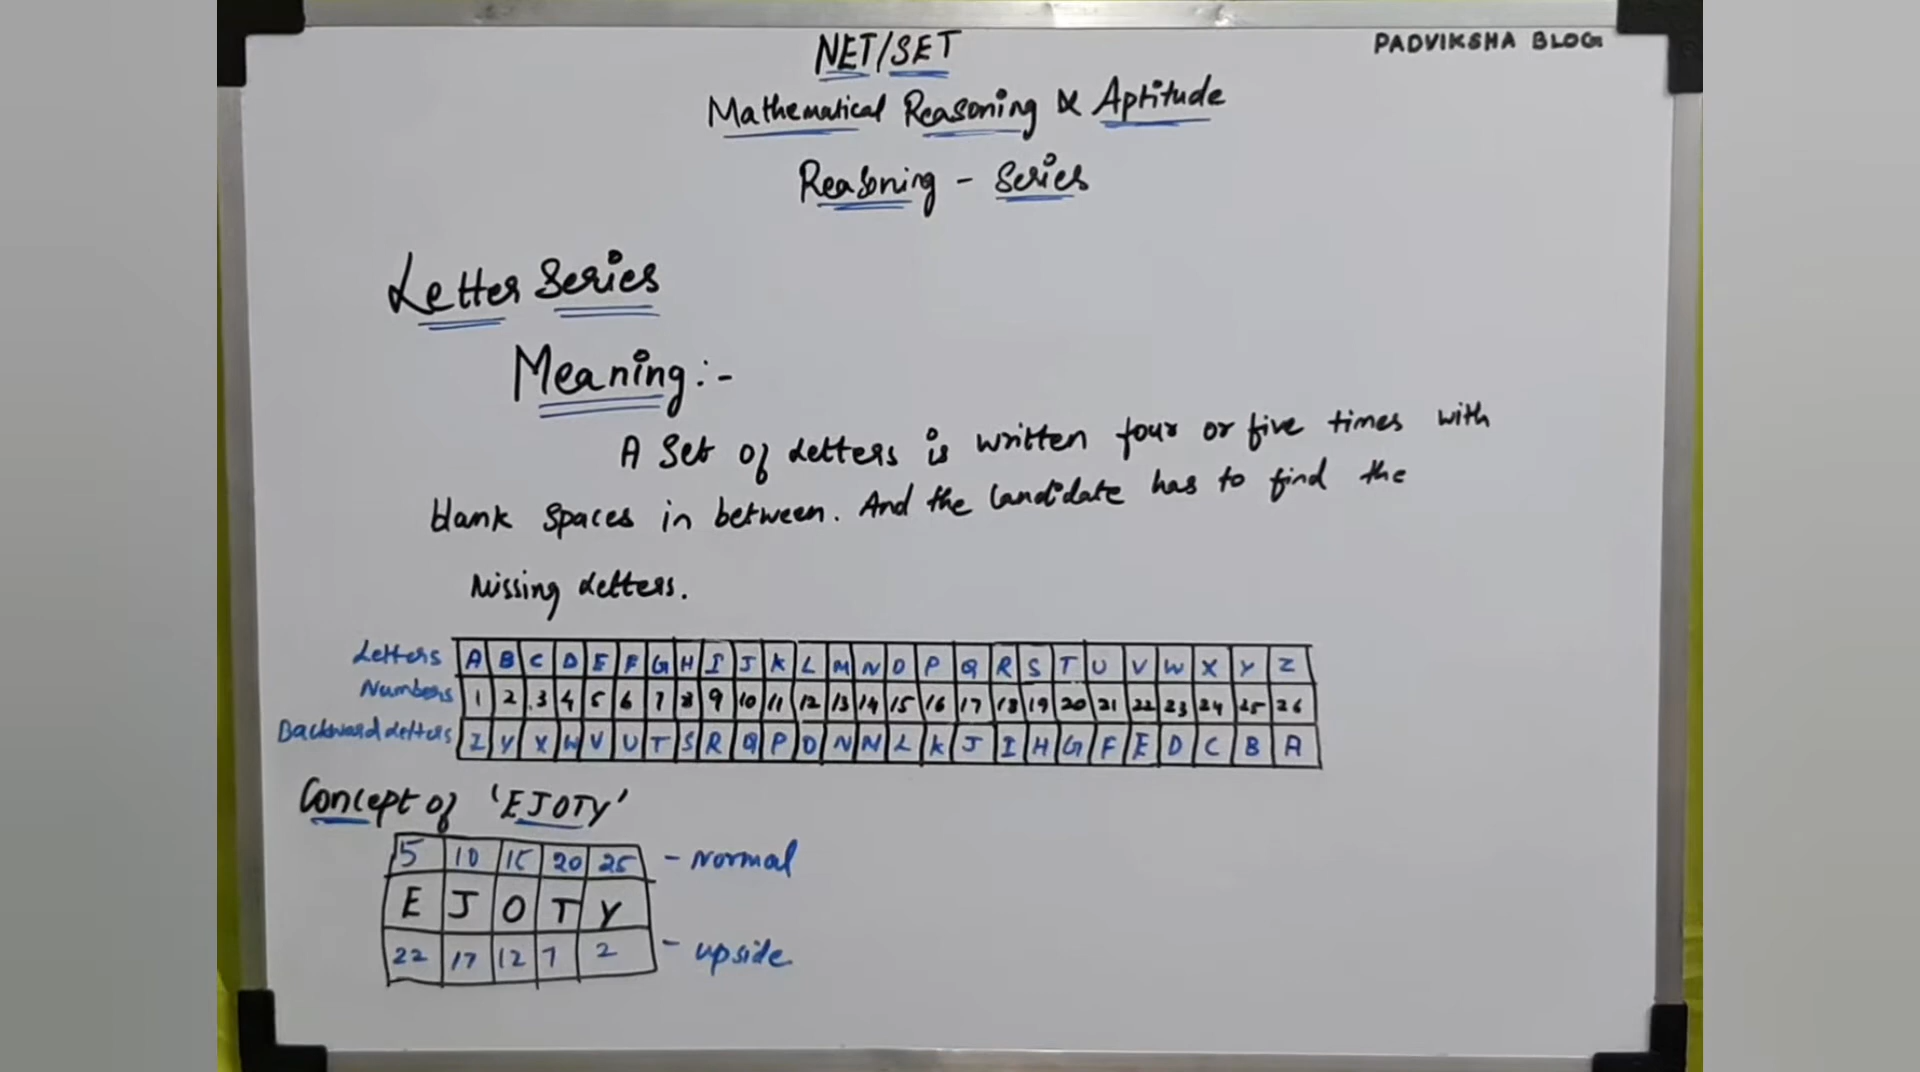 PADVIKSHA BLOG
NET/SET
Mathematical Reasoning & Aptitude
Reasoning - Series
Letter Series
Meaning:-
A Set of Letters is written four or five times with
blank spaces in between. And the Candidate has to find the
Missing Letters.
Letters A B C D E F G H I J K L M N O P Q R S T U V W X Y Z
Numbers 1 2 3 4 5 6 7 8 9 10 11 12 13 14 15 16 17 18 19 20 21 22 23 24 25 26
Backward Letters Z Y X W V U T S R Q P O N M L K J I H G F E D C B A
Concept of 'EJOTY'
5 10 15 20 25 - Normal
E J O T Y
22 17 12 7 2 - upside